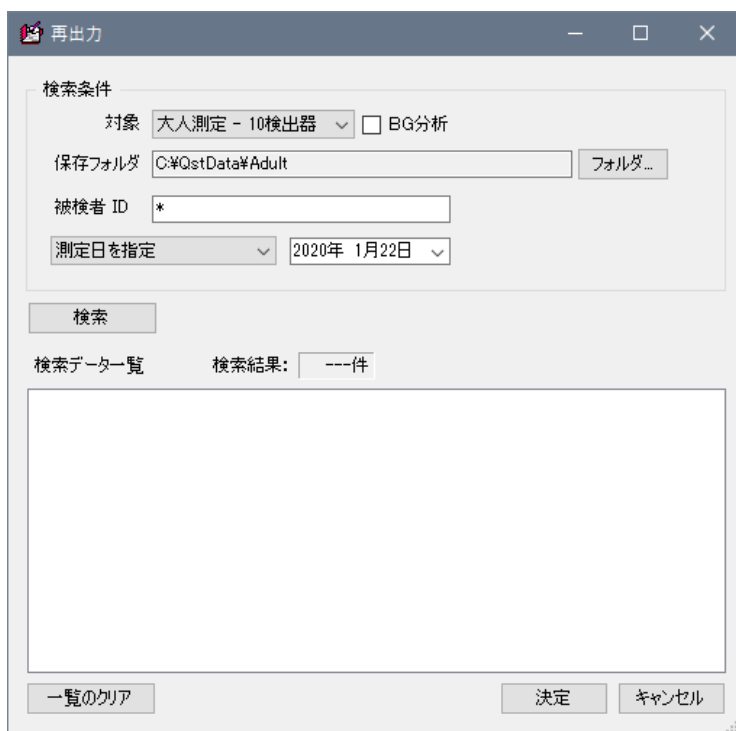 再出力
検索条件
対象 大人測定 - 10検出器 BG分析
保存フォルダ C:¥QstData¥Adult フォルダ...
被検者 ID *
測定日を指定 2020年 1月22日
検索
検索データ一覧 検索結果: ---件
一覧のクリア 決定 キャンセル